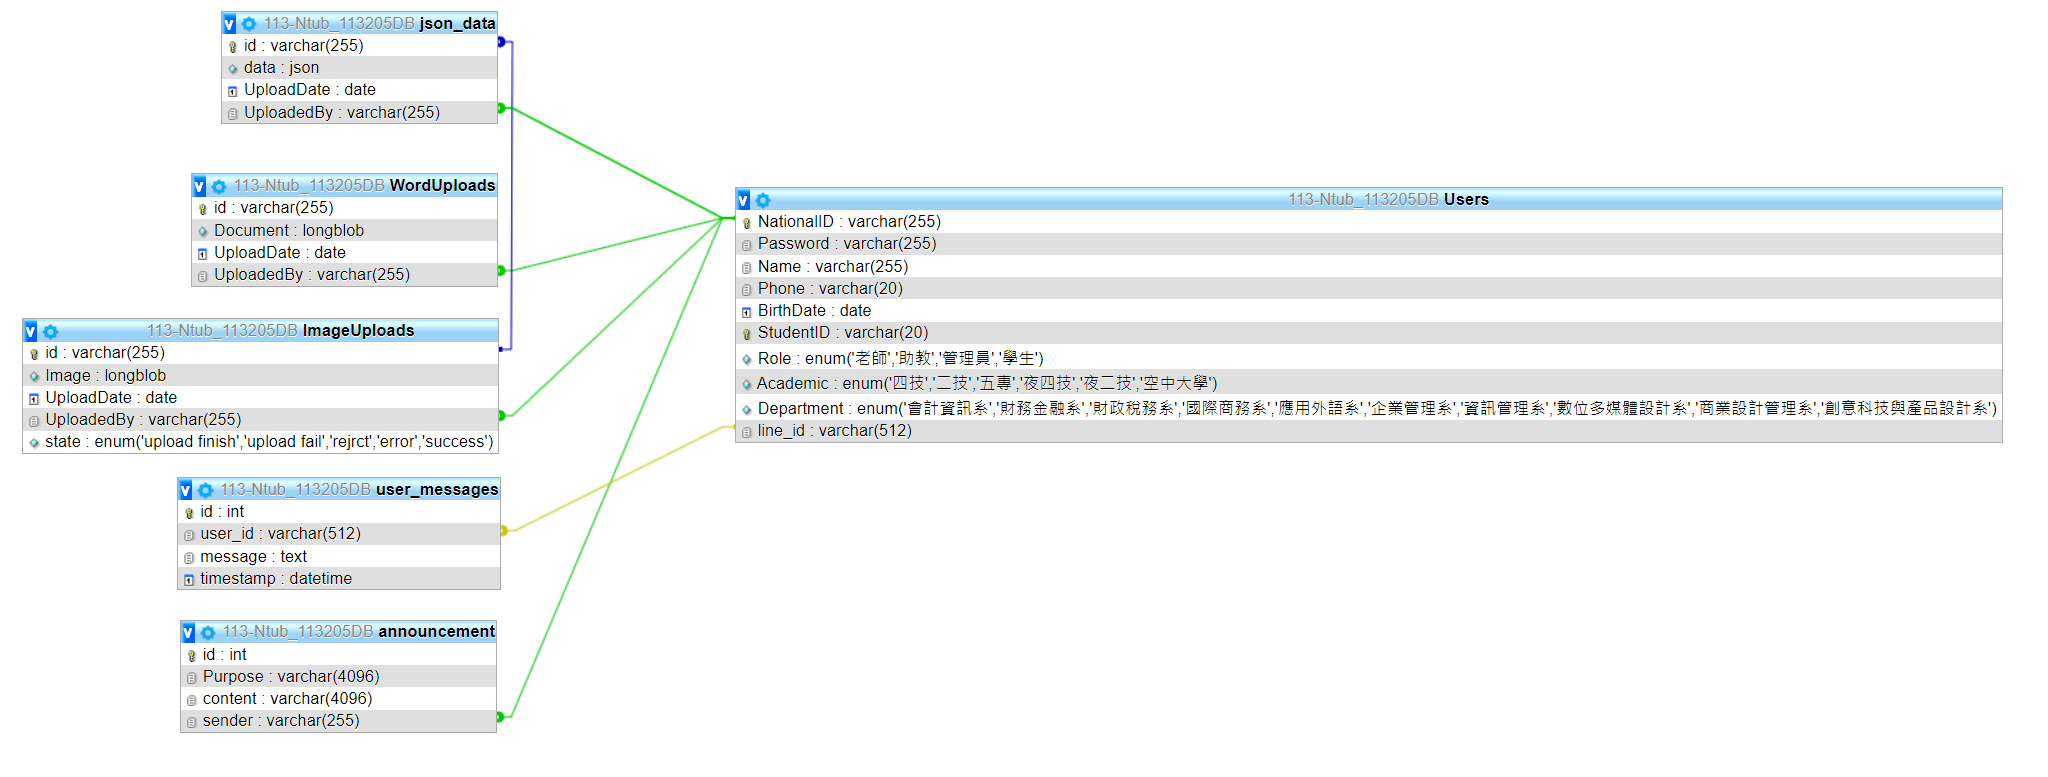 113-Ntub_113205DB json_data
id : varchar(255)
data : json
UploadDate : date
UploadedBy : varchar(255)
113-Ntub_113205DB WordUploads
id : varchar(255)
Document : longblob
UploadDate : date
UploadedBy : varchar(255)
113-Ntub_113205DB ImageUploads
id : varchar(255)
Image : longblob
UploadDate : date
UploadedBy : varchar(255)
state : enum('upload finish','upload fail','rejrct','error','success')
113-Ntub_113205DB user_messages
id : int
user_id : varchar(512)
message : text
timestamp : datetime
113-Ntub_113205DB announcement
id : int
Purpose : varchar(4096)
content : varchar(4096)
sender : varchar(255)
113-Ntub_113205DB Users
NationalID : varchar(255)
Password : varchar(255)
Name : varchar(255)
Phone : varchar(20)
BirthDate : date
StudentID : varchar(20)
Role : enum('老師','助教','管理員','學生')
Academic : enum('四技','二技','五專','夜四技','夜二技','空中大學')
Department : enum('會計資訊系','財務金融系','財政稅務系','國際商務系','應用外語系','企業管理系','資訊管理系','數位多媒體設計系','商業設計管理系','創意科技與產品設計系')
line_id : varchar(512)